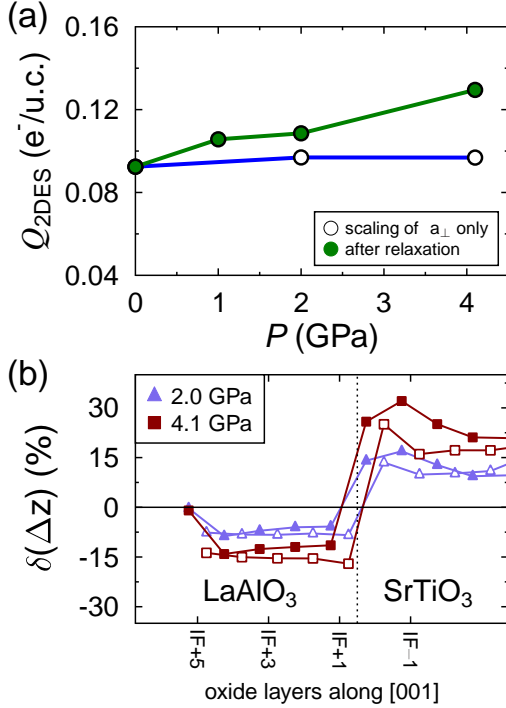 (a)
0.16
0.12
0.08
0.04
Q2DES (e-/u.c.)
scaling of a⊥ only
after relaxation
0 1 2 3 4
P (GPa)
(b)
2.0 GPa
4.1 GPa
30
15
0
-15
-30
δ(Δz) (%)
LaAlO3 SrTiO3
IF+5 IF+3 IF+1 IF-1
oxide layers along [001]